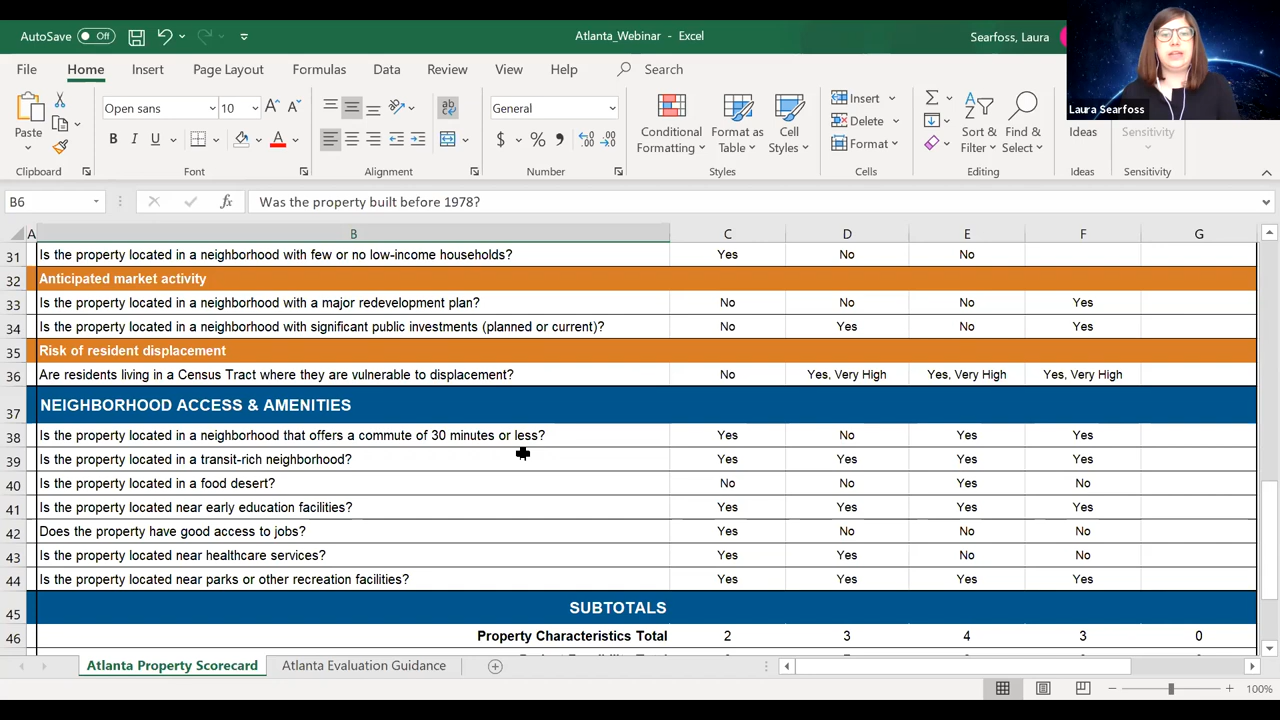 AutoSave Off Atlanta_Webinar - Excel Searfoss, Laura
Laura Searfoss
File Home Insert Page Layout Formulas Data Review View Help Search
Open sans 10 General Insert
Paste Conditional Formatting Format as Table Cell Styles Delete Sort & Filter Find & Select Ideas Sensitivity
B I U A $ % Format
Clipboard Font Alignment Number Styles Cells Editing Ideas Sensitivity
B6 fx Was the property built before 1978?
A B C D E F G
31 Is the property located in a neighborhood with few or no low-income households? Yes No No
32 Anticipated market activity
33 Is the property located in a neighborhood with a major redevelopment plan? No No No Yes
34 Is the property located in a neighborhood with significant public investments (planned or current)? No Yes No Yes
35 Risk of resident displacement
36 Are residents living in a Census Tract where they are vulnerable to displacement? No Yes, Very High Yes, Very High Yes, Very High
37 NEIGHBORHOOD ACCESS & AMENITIES
38 Is the property located in a neighborhood that offers a commute of 30 minutes or less? Yes No Yes Yes
39 Is the property located in a transit-rich neighborhood? Yes Yes Yes Yes
40 Is the property located in a food desert? No No Yes No
41 Is the property located near early education facilities? Yes Yes Yes Yes
42 Does the property have good access to jobs? Yes No No No
43 Is the property located near healthcare services? Yes Yes No No
44 Is the property located near parks or other recreation facilities? Yes Yes Yes Yes
45 SUBTOTALS
46 Property Characteristics Total 2 3 4 3 0
Atlanta Property Scorecard Atlanta Evaluation Guidance
100%